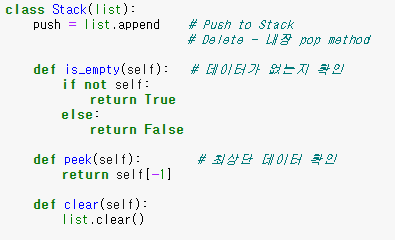 class Stack(list):
    push = list.append    # Push to Stack
                          # Delete - 내장 pop method

    def is_empty(self):   # 데이터가 없는지 확인
        if not self:
            return True
        else:
            return False

    def peek(self):        # 최상단 데이터 확인
        return self[-1]

    def clear(self):
        list.clear()